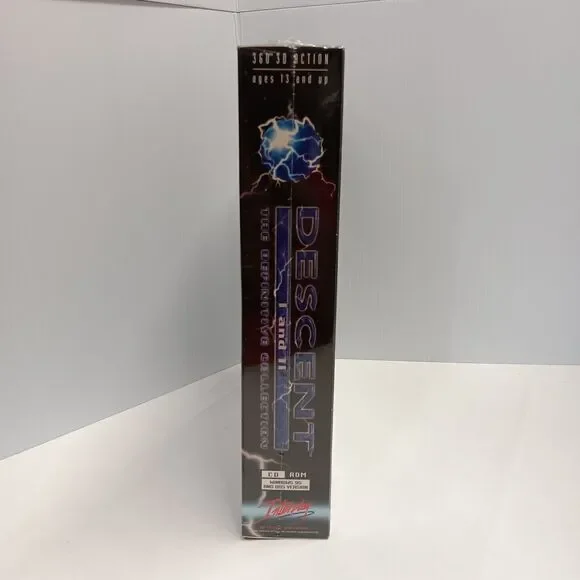 360° 3D ACTION
ages 13 and up
DESCENT
I and II
THE DEFINITIVE COLLECTION
CD ROM
WINDOWS 95
AND DOS VERSION
Interplay